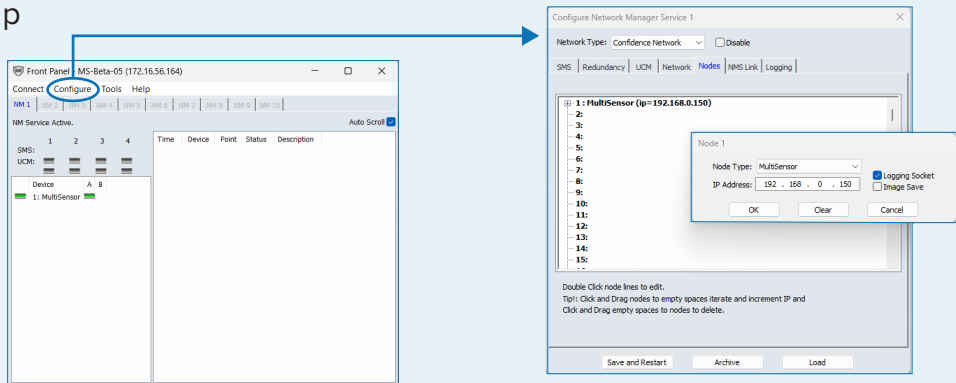 p
Front Panel - MS-Beta-05 (172.16.56.164)
Connect Configure Tools Help
NM 1 NM 2 NM 3 NM 4 NM 5 NM 6 NM 7 NM 8 NM 9 NM 10
NM Service Active. Auto Scroll
1 2 3 4
SMS:
UCM:
Time Device Point Status Description
Device A B
1: MultiSensor
Configure Network Manager Service 1
Network Type: Confidence Network Disable
SMS Redundancy UCM Network Nodes NMS Link Logging
1 : MultiSensor (ip=192.168.0.150)
2:
3:
4:
5:
6:
7:
8:
9:
10:
11:
12:
13:
14:
15:
Node 1
Node Type: MultiSensor
Logging Socket
IP Address: 192 . 168 . 0 . 150
Image Save
OK Clear Cancel
Double Click node lines to edit.
Tip!: Click and Drag nodes to empty spaces iterate and increment IP and
Click and Drag empty spaces to nodes to delete.
Save and Restart Archive Load